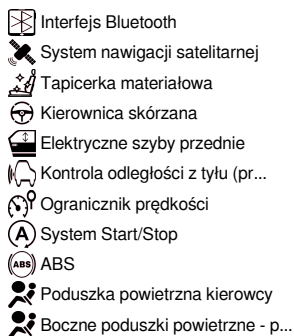 Interfejs Bluetooth
System nawigacji satelitarnej
Tapicerka materiałowa
Kierownica skórzana
Elektryczne szyby przednie
Kontrola odległości z tyłu (pr...
Ogranicznik prędkości
A System Start/Stop
ABS ABS
Poduszka powietrzna kierowcy
Boczne poduszki powietrzne - p...